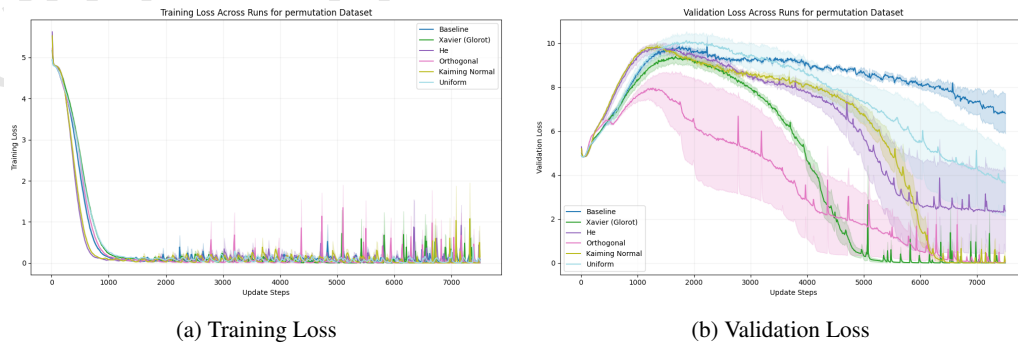 Training Loss Across Runs for permutation Dataset
Training Loss
5
4
3
2
1
0
Baseline
Xavier (Glorot)
He
Orthogonal
Kaiming Normal
Uniform
0 1000 2000 3000 4000 5000 6000 7000
Update Steps
(a) Training Loss
Validation Loss Across Runs for permutation Dataset
Validation Loss
10
8
6
4
2
0
Baseline
Xavier (Glorot)
He
Orthogonal
Kaiming Normal
Uniform
0 1000 2000 3000 4000 5000 6000 7000
Update Steps
(b) Validation Loss